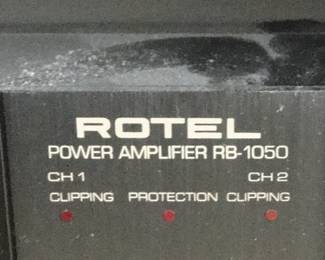 ROTEL
POWER AMPLIFIER RB-1050
CH 1 CH 2
CLIPPING PROTECTION CLIPPING